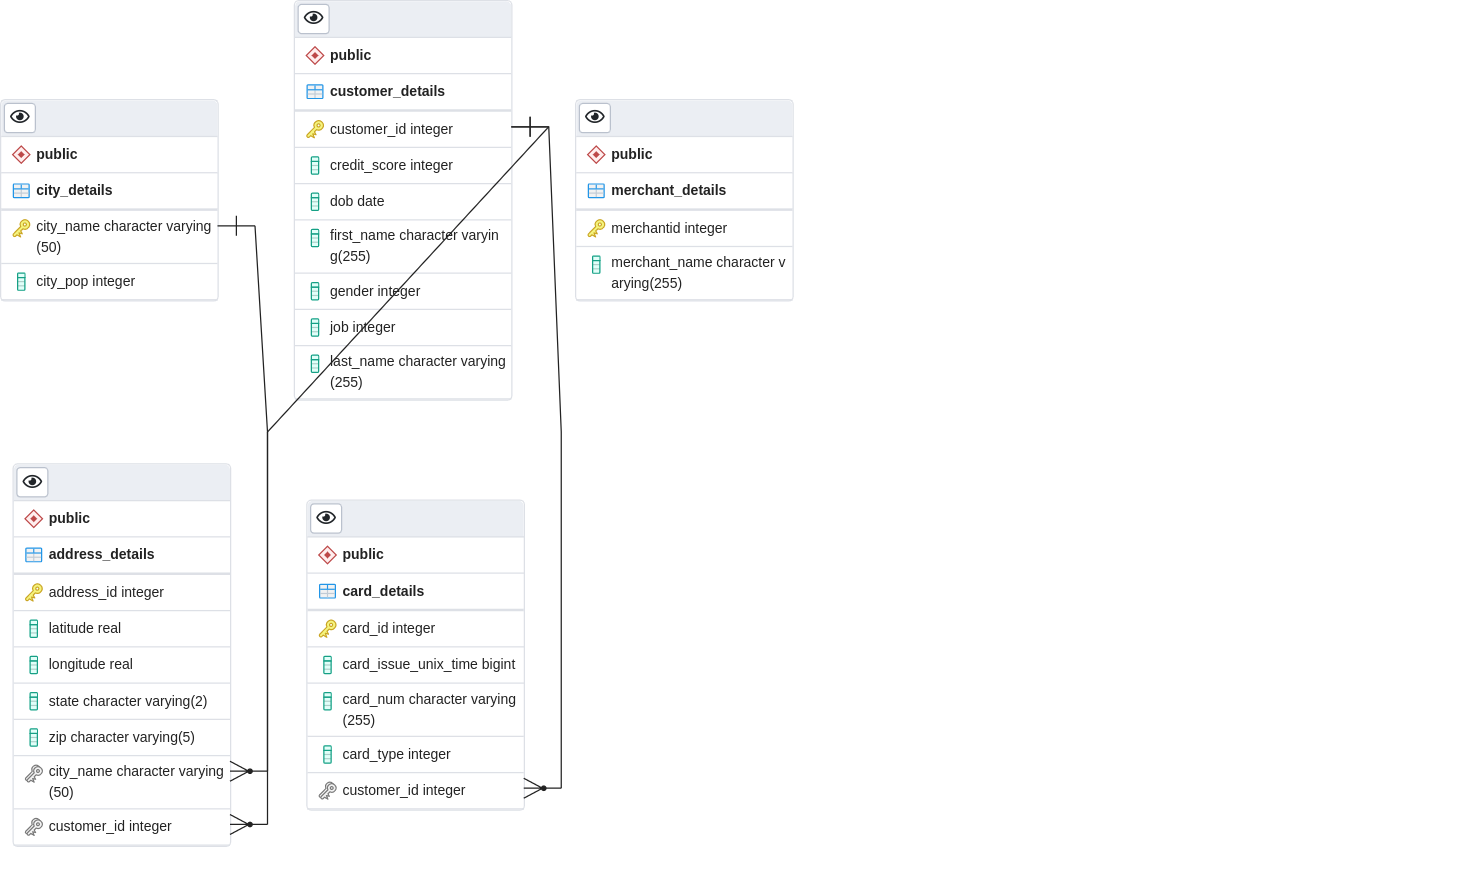 public
customer_details
customer_id integer
credit_score integer
dob date
first_name character varyin
g(255)
gender integer
job integer
last_name character varying
(255)
public
city_details
city_name character varying
(50)
city_pop integer
public
merchant_details
merchantid integer
merchant_name character v
arying(255)
public
address_details
address_id integer
latitude real
longitude real
state character varying(2)
zip character varying(5)
city_name character varying
(50)
customer_id integer
public
card_details
card_id integer
card_issue_unix_time bigint
card_num character varying
(255)
card_type integer
customer_id integer